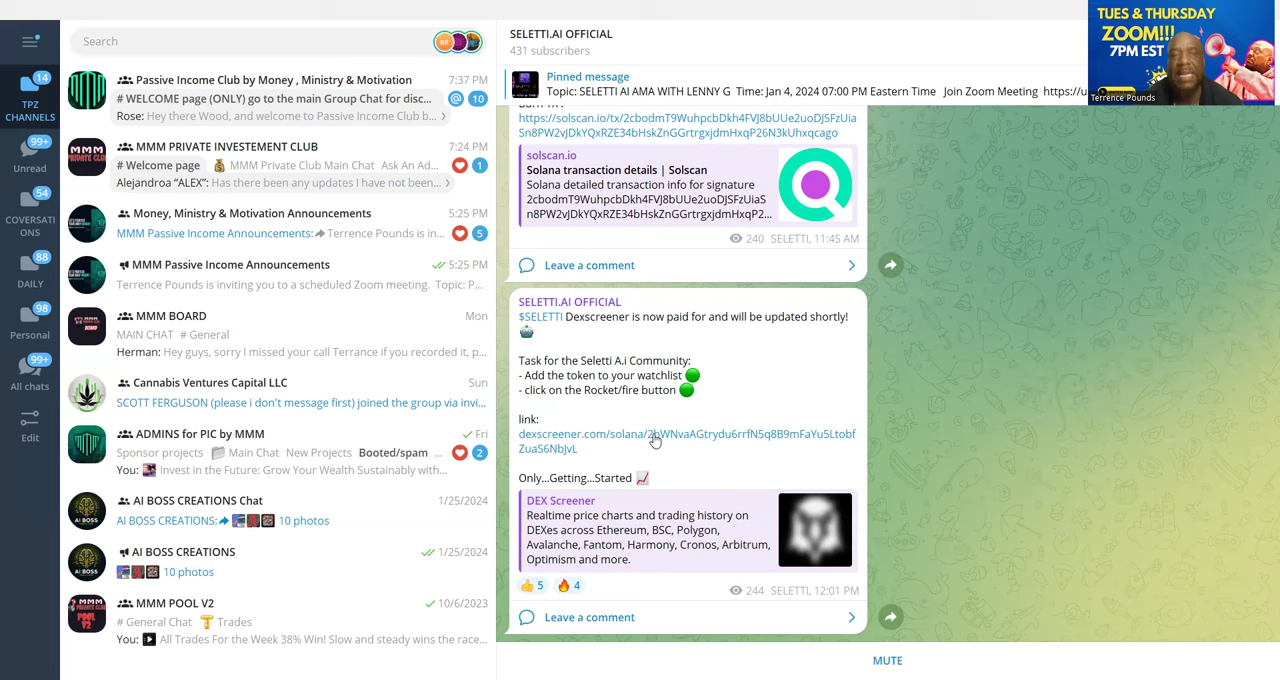 14
TPZ
CHANNELS
99+
Unread
54
COVERSATI
ONS
88
DAILY
98
Personal
99+
All chats
Edit
Search
BR
Passive Income Club by Money , Ministry & Motivation
7:37 PM
# WELCOME page (ONLY) go to the main Group Chat for disc...
@ 10
Rose: Hey there Wood, and welcome to Passive Income Club b...
MMM PRIVATE INVESTEMENT CLUB
7:24 PM
# Welcome page 💰 MMM Private Club Main Chat Ask An Ad...
1
Alejandroa “ALEX”: Has there been any updates I have not been...
Money, Ministry & Motivation Announcements
5:25 PM
MMM Passive Income Announcements: Terrence Pounds is in...
5
MMM Passive Income Announcements
5:25 PM
Terrence Pounds is inviting you to a scheduled Zoom meeting. Topic: P...
MMM BOARD
Mon
MAIN CHAT # General
Herman: Hey guys, sorry I missed your call Terrance if you recorded it, p...
Cannabis Ventures Capital LLC
Sun
SCOTT FERGUSON (please i don't message first) joined the group via invi...
ADMINS for PIC by MMM
Fri
Sponsor projects Main Chat New Projects Booted/spam ...
2
You: Invest in the Future: Grow Your Wealth Sustainably with...
AI BOSS CREATIONS Chat
1/25/2024
AI BOSS CREATIONS: 10 photos
AI BOSS
AI BOSS CREATIONS
1/25/2024
10 photos
AI BOSS
MMM POOL V2
10/6/2023
# General Chat Trades
You: All Trades For the Week 38% Win! Slow and steady wins the race...
SELETTI.AI OFFICIAL
431 subscribers
Pinned message
Topic: SELETTI AI AMA WITH LENNY G Time: Jan 4, 2024 07:00 PM Eastern Time Join Zoom Meeting https://u
Burn TX :
https://solscan.io/tx/2cbodmT9WuhpcbDkh4FVJ8bUUe2uoDJSFzUia
Sn8PW2vJDkYQxRZE34bHskZnGGrtrgxjdmHxqP26N3kUhxqcago
solscan.io
Solana transaction details | Solscan
Solana detailed transaction info for signature
2cbodmT9WuhpcbDkh4FVJ8bUUe2uoDJSFzUiaS
n8PW2vJDkYQxRZE34bHskZnGGrtrgxjdmHxqP2...
240 SELETTI, 11:45 AM
Leave a comment
SELETTI.AI OFFICIAL
$SELETTI Dexscreener is now paid for and will be updated shortly!
🤖
Task for the Seletti A.i Community:
- Add the token to your watchlist 🟢
- click on the Rocket/fire button 🟢
link:
dexscreener.com/solana/2bWNvaAGtrydu6rrfN5q8B9mFaYu5Ltobf
ZuaS6NbJvL
Only...Getting...Started 📈
DEX Screener
Realtime price charts and trading history on
DEXes across Ethereum, BSC, Polygon,
Avalanche, Fantom, Harmony, Cronos, Arbitrum,
Optimism and more.
👍 5 🔥 4
244 SELETTI, 12:01 PM
Leave a comment
MUTE
TUES & THURSDAY
ZOOM!!!
7PM EST
Terrence Pounds